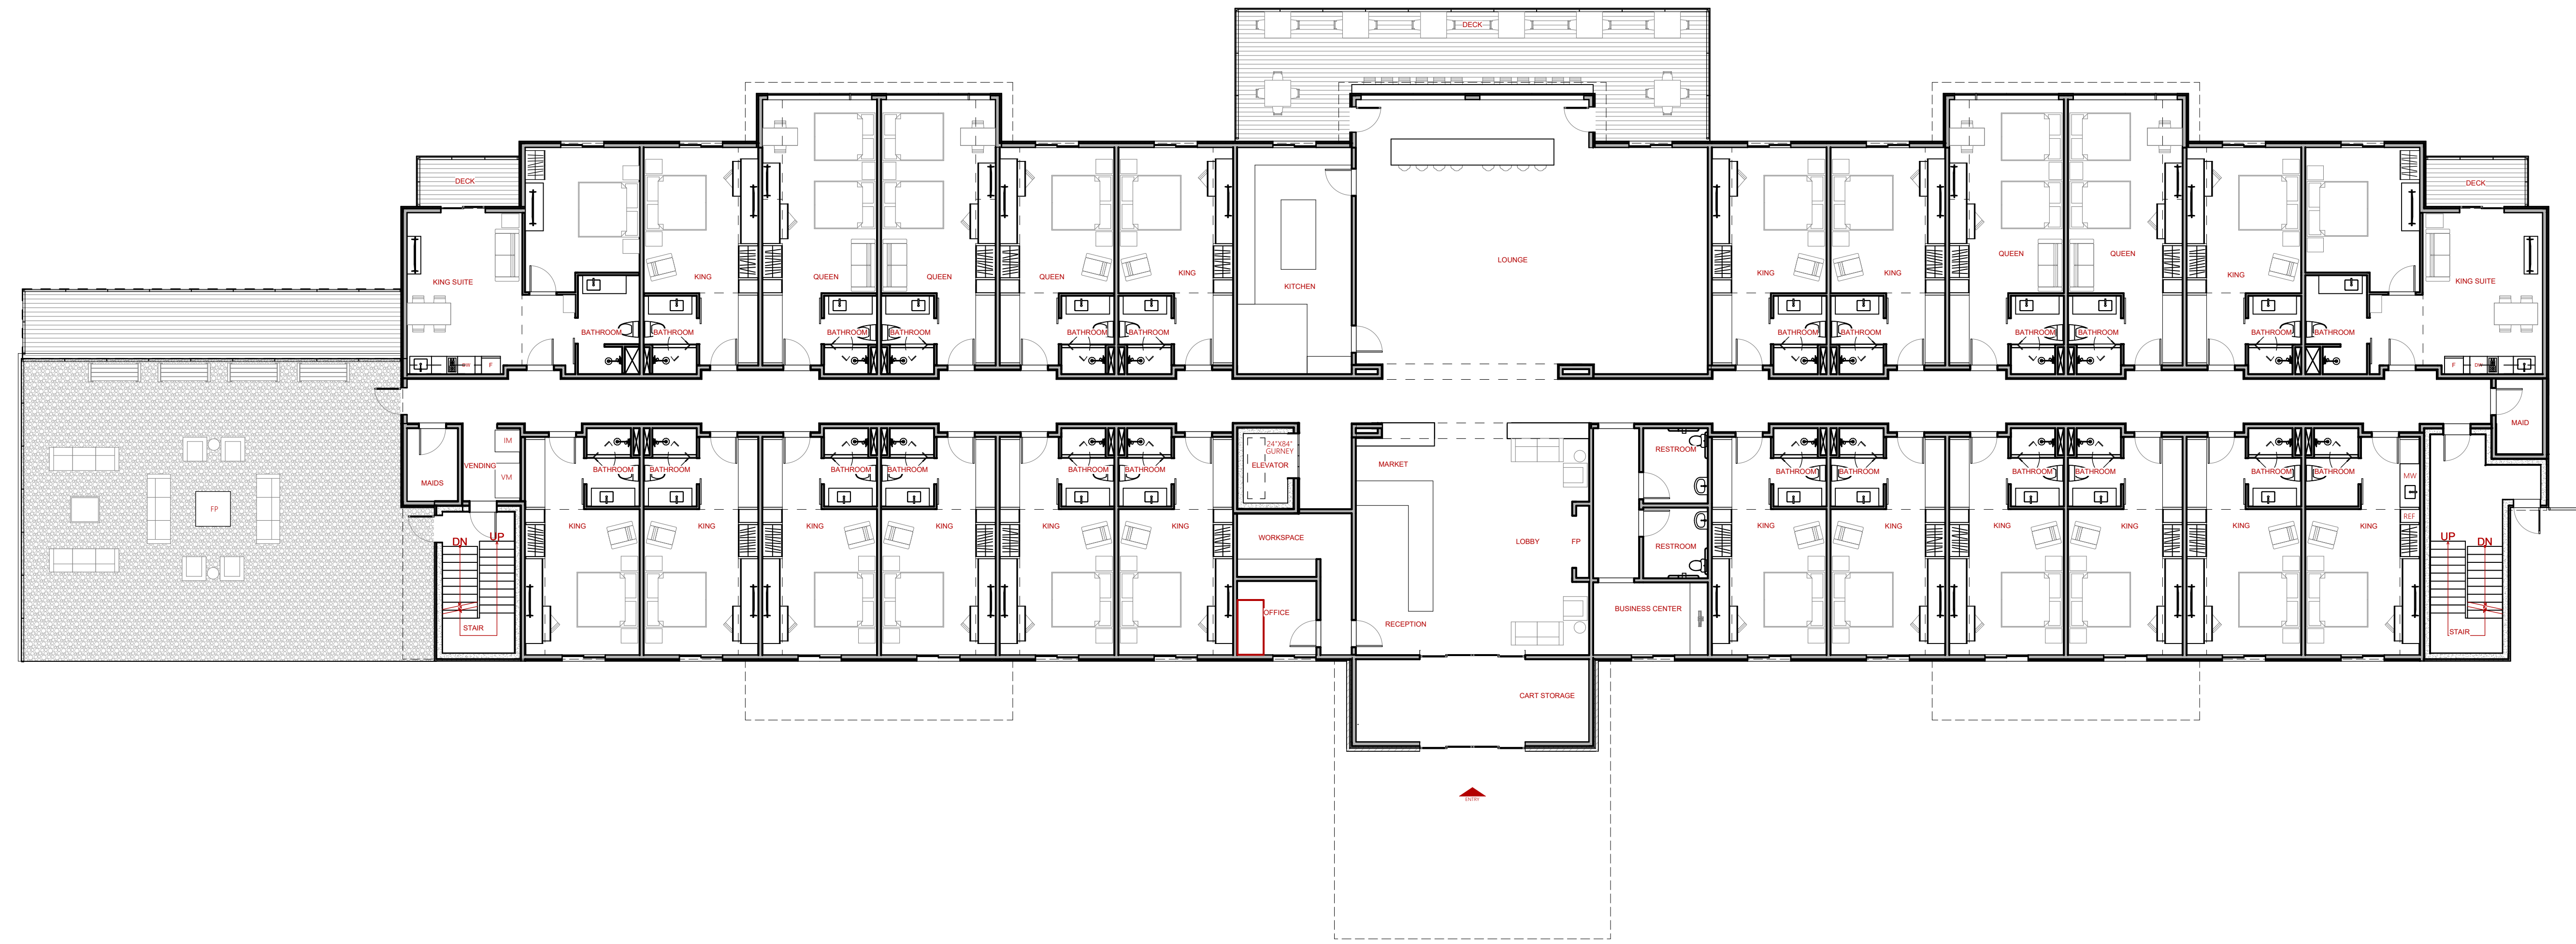 DECK
DECK
DECK
KING SUITE
KING
QUEEN
QUEEN
QUEEN
KING
KITCHEN
LOUNGE
KING
KING
QUEEN
QUEEN
KING
KING SUITE
BATHROOM
BATHROOM
BATHROOM
BATHROOM
BATHROOM
BATHROOM
BATHROOM
BATHROOM
BATHROOM
BATHROOM
BATHROOM
BATHROOM
DW
F
F
DW
MAIDS
VENDING
IM
VM
BATHROOM
BATHROOM
BATHROOM
BATHROOM
BATHROOM
BATHROOM
24"X84"
GURNEY
ELEVATOR
MARKET
RESTROOM
BATHROOM
BATHROOM
BATHROOM
BATHROOM
BATHROOM
BATHROOM
MW
REF
MAID
FP
KING
KING
KING
KING
KING
KING
WORKSPACE
LOBBY
FP
RESTROOM
KING
KING
KING
KING
KING
KING
DN
UP
STAIR
UP
DN
STAIR
OFFICE
RECEPTION
BUSINESS CENTER
CART STORAGE
ENTRY